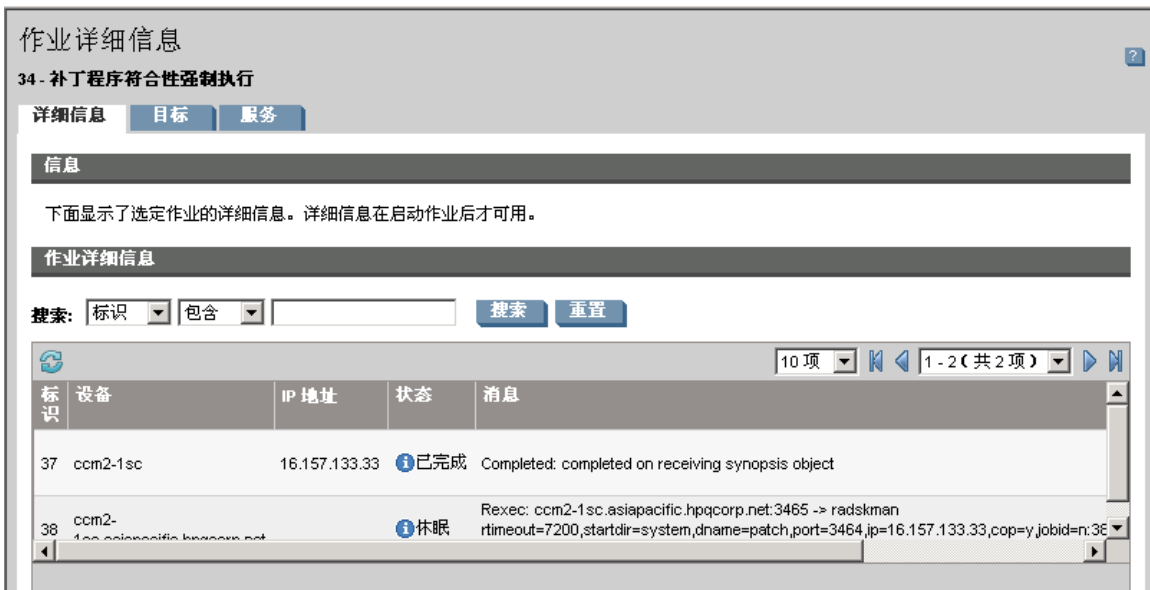 作业详细信息
?
34 - 补丁程序符合性强制执行
详细信息 目标 服务
信息
下面显示了选定作业的详细信息。详细信息在启动作业后才可用。
作业详细信息
搜索: 标识 包含 搜索 重置
10 项 1 - 2 ( 共 2 项 )
标识 设备 IP 地址 状态 消息
37 ccm2-1sc 16.157.133.33 已完成 Completed: completed on receiving synopsis object
38 ccm2- 休眠 Rexec: ccm2-1sc.asiapacific.hpqcorp.net:3465 -> radskman
rtimeout=7200,startdir=system,dname=patch,port=3464,ip=16.157.133.33,cop=y,jobid=n:38